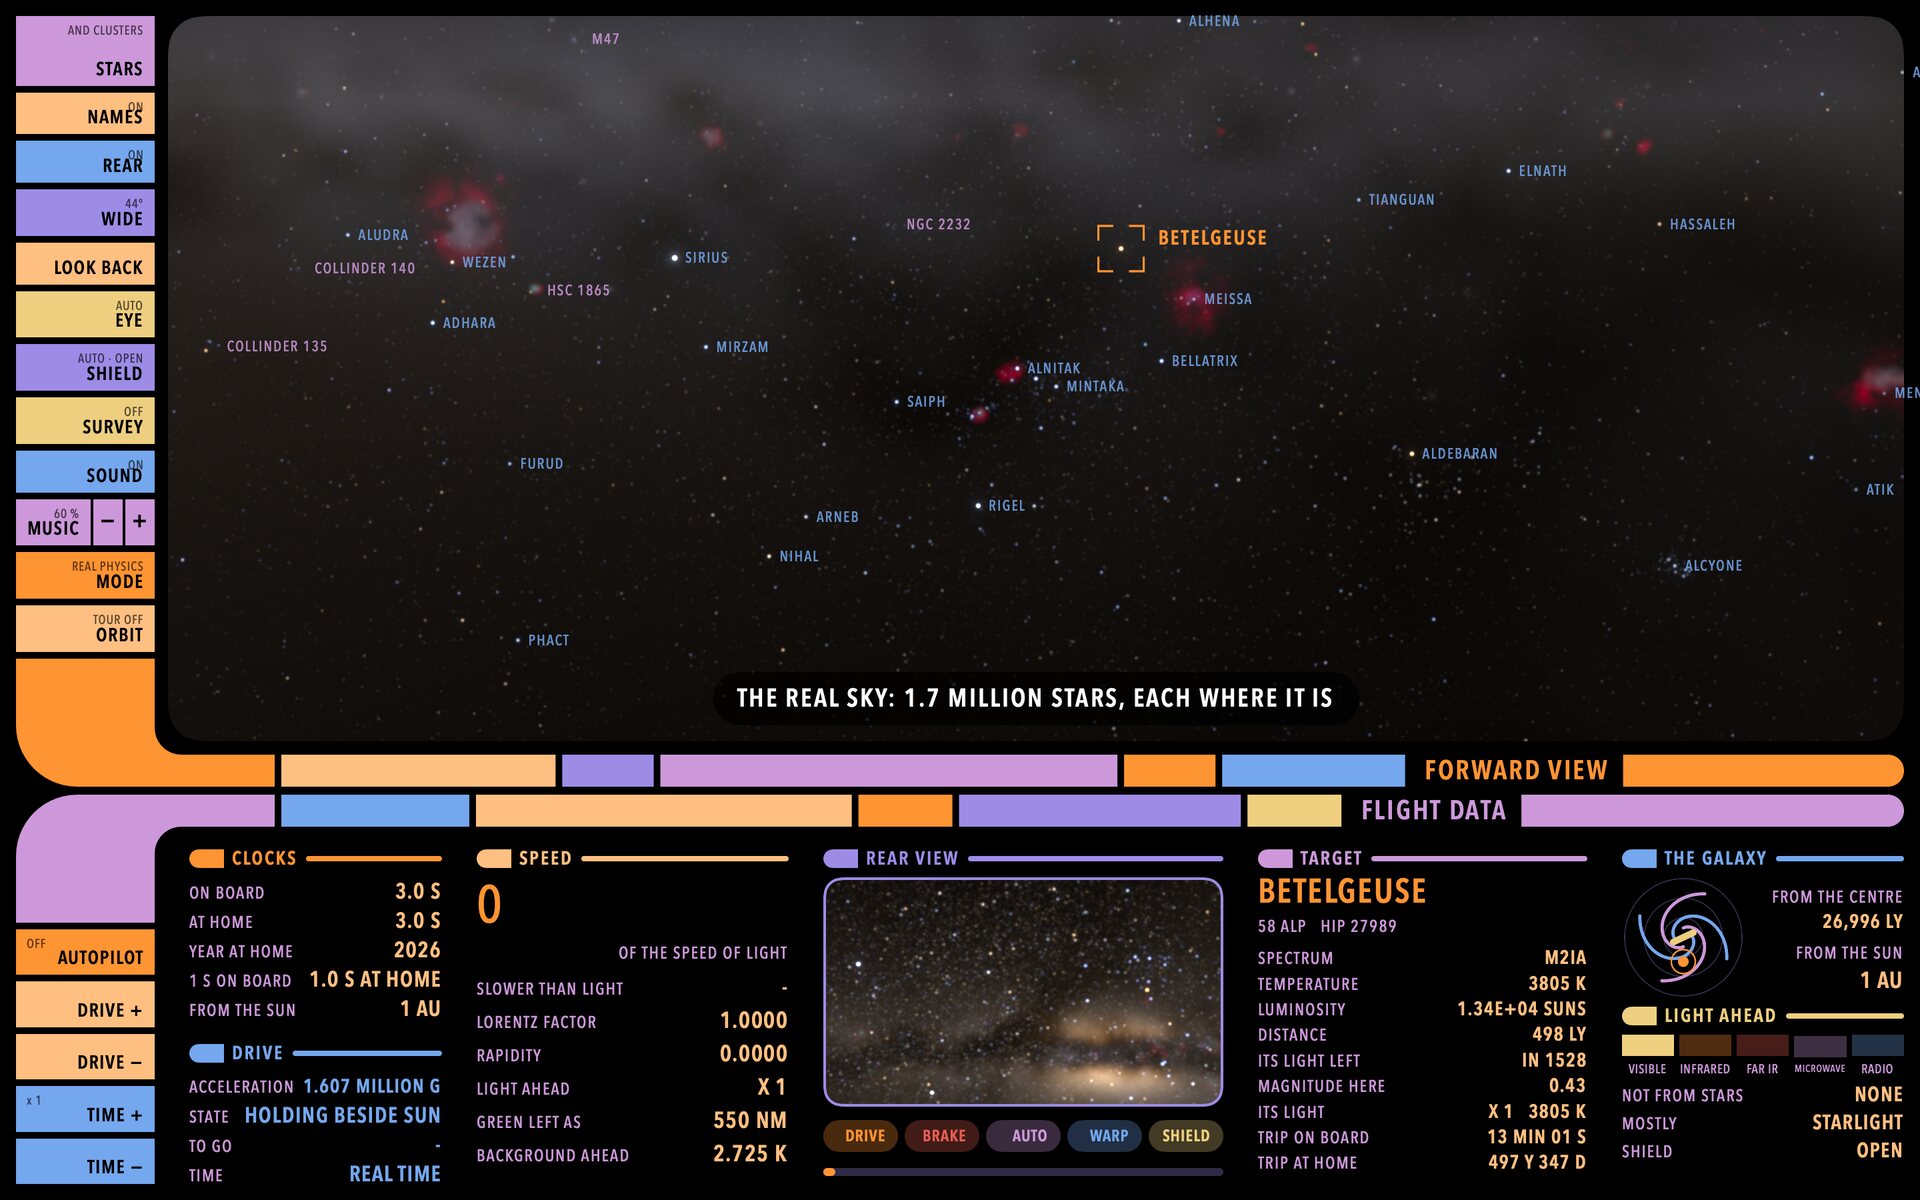 AND CLUSTERS
STARS
ON
NAMES
ON
REAR
44°
WIDE
LOOK BACK
AUTO
EYE
AUTO · OPEN
SHIELD
OFF
SURVEY
ON
SOUND
60 %
MUSIC − +
REAL PHYSICS
MODE
TOUR OFF
ORBIT
M47
ALHENA
A
ELNATH
TIANGUAN
NGC 2232
HASSALEH
ALUDRA
BETELGEUSE
COLLINDER 140
WEZEN
SIRIUS
HSC 1865
MEISSA
ADHARA
COLLINDER 135
MIRZAM
BELLATRIX
ALNITAK
MINTAKA
MEN
SAIPH
ALDEBARAN
FURUD
ATIK
RIGEL
ARNEB
NIHAL
ALCYONE
PHACT
THE REAL SKY: 1.7 MILLION STARS, EACH WHERE IT IS
FORWARD VIEW
FLIGHT DATA
OFF
AUTOPILOT
DRIVE +
DRIVE −
x 1
TIME +
TIME −
CLOCKS
ON BOARD 3.0 S
AT HOME 3.0 S
YEAR AT HOME 2026
1 S ON BOARD 1.0 S AT HOME
FROM THE SUN 1 AU
DRIVE
ACCELERATION 1.607 MILLION G
STATE HOLDING BESIDE SUN
TO GO -
TIME REAL TIME
SPEED
0
OF THE SPEED OF LIGHT
SLOWER THAN LIGHT -
LORENTZ FACTOR 1.0000
RAPIDITY 0.0000
LIGHT AHEAD X 1
GREEN LEFT AS 550 NM
BACKGROUND AHEAD 2.725 K
REAR VIEW
DRIVE BRAKE AUTO WARP SHIELD
TARGET
BETELGEUSE
58 ALP HIP 27989
SPECTRUM M2IA
TEMPERATURE 3805 K
LUMINOSITY 1.34E+04 SUNS
DISTANCE 498 LY
ITS LIGHT LEFT IN 1528
MAGNITUDE HERE 0.43
ITS LIGHT X 1 3805 K
TRIP ON BOARD 13 MIN 01 S
TRIP AT HOME 497 Y 347 D
THE GALAXY
FROM THE CENTRE
26,996 LY
FROM THE SUN
1 AU
LIGHT AHEAD
VISIBLE INFRARED FAR IR MICROWAVE RADIO
NOT FROM STARS NONE
MOSTLY STARLIGHT
SHIELD OPEN